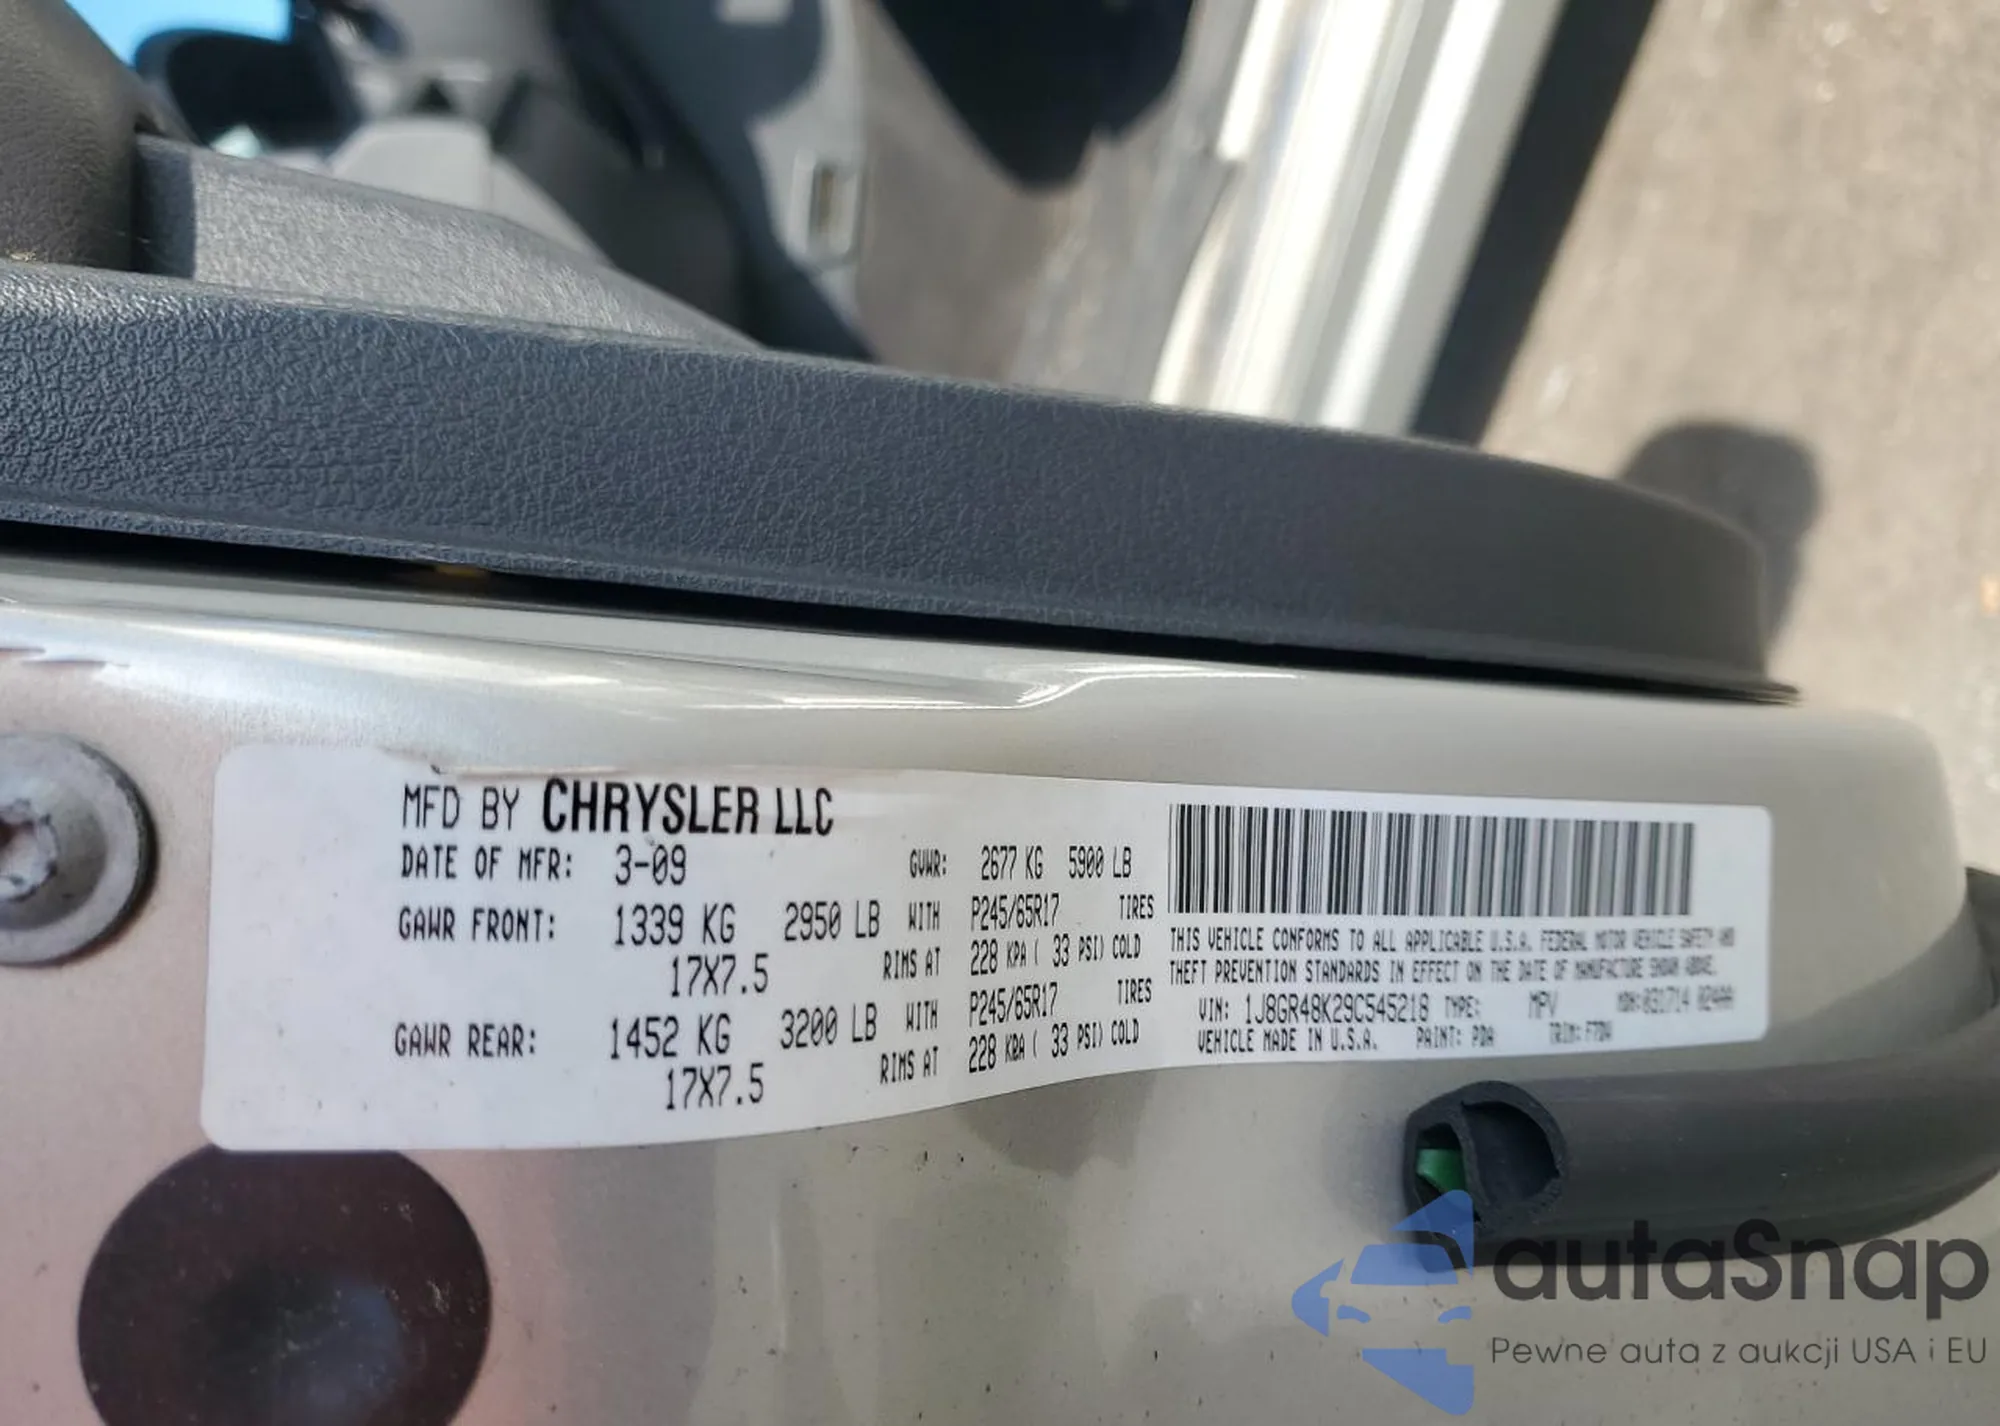 MFD BY CHRYSLER LLC
DATE OF MFR: 3-09 GVWR: 2677 KG 5900 LB
GAWR FRONT: 1339 KG 2950 LB WITH P245/65R17 TIRES
17X7.5 RIMS AT 228 KPA ( 33 PSI) COLD
GAWR REAR: 1452 KG 3200 LB WITH P245/65R17 TIRES
17X7.5 RIMS AT 228 KPA ( 33 PSI) COLD
THIS VEHICLE CONFORMS TO ALL APPLICABLE U.S.A. FEDERAL MOTOR VEHICLE SAFETY AND
THEFT PREVENTION STANDARDS IN EFFECT ON THE DATE OF MANUFACTURE SHOWN ABOVE.
VIN: 1J8GR48K29C545218 TYPE: MPV MDH:031714 024AA
VEHICLE MADE IN U.S.A. PAINT: PDA TRIM:
autaSnap
Pewne auta z aukcji USA i EU